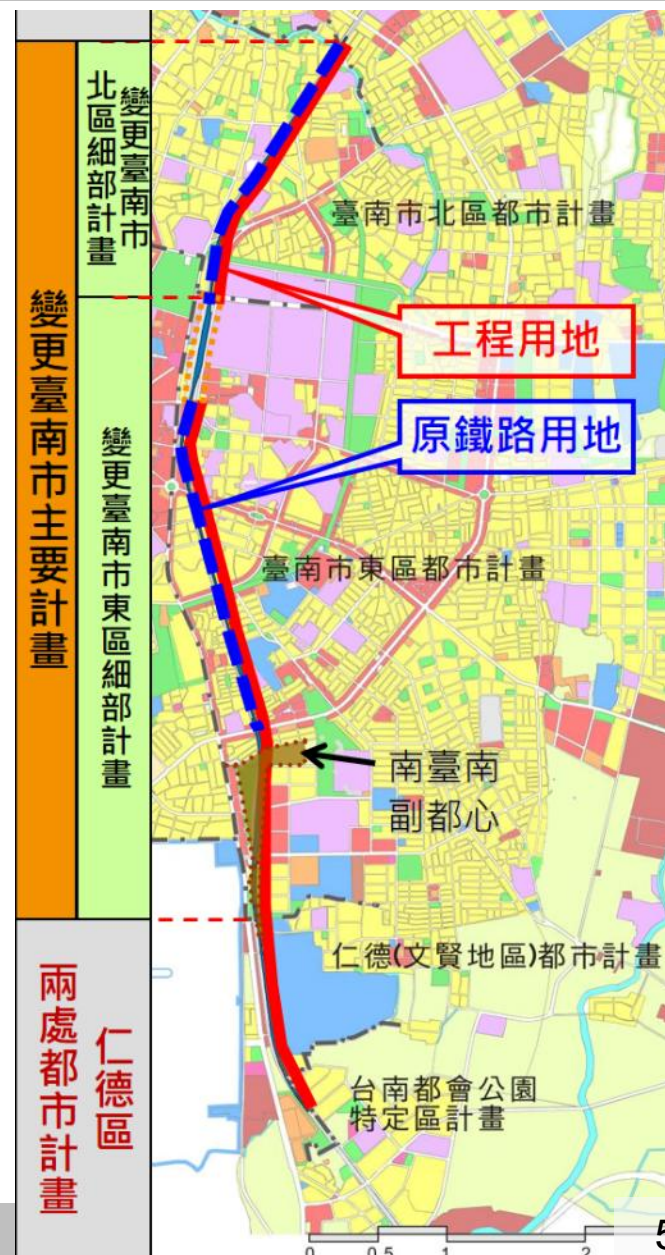 變更臺南市主要計畫
變更臺南市
北區細部計畫
變更臺南市東區細部計畫
兩處都市計畫
仁德區
臺南市北區都市計畫
工程用地
原鐵路用地
臺南市東區都市計畫
南臺南
副都心
仁德(文賢地區)都市計畫
台南都會公園
特定區計畫
0 0.5 1 2
5